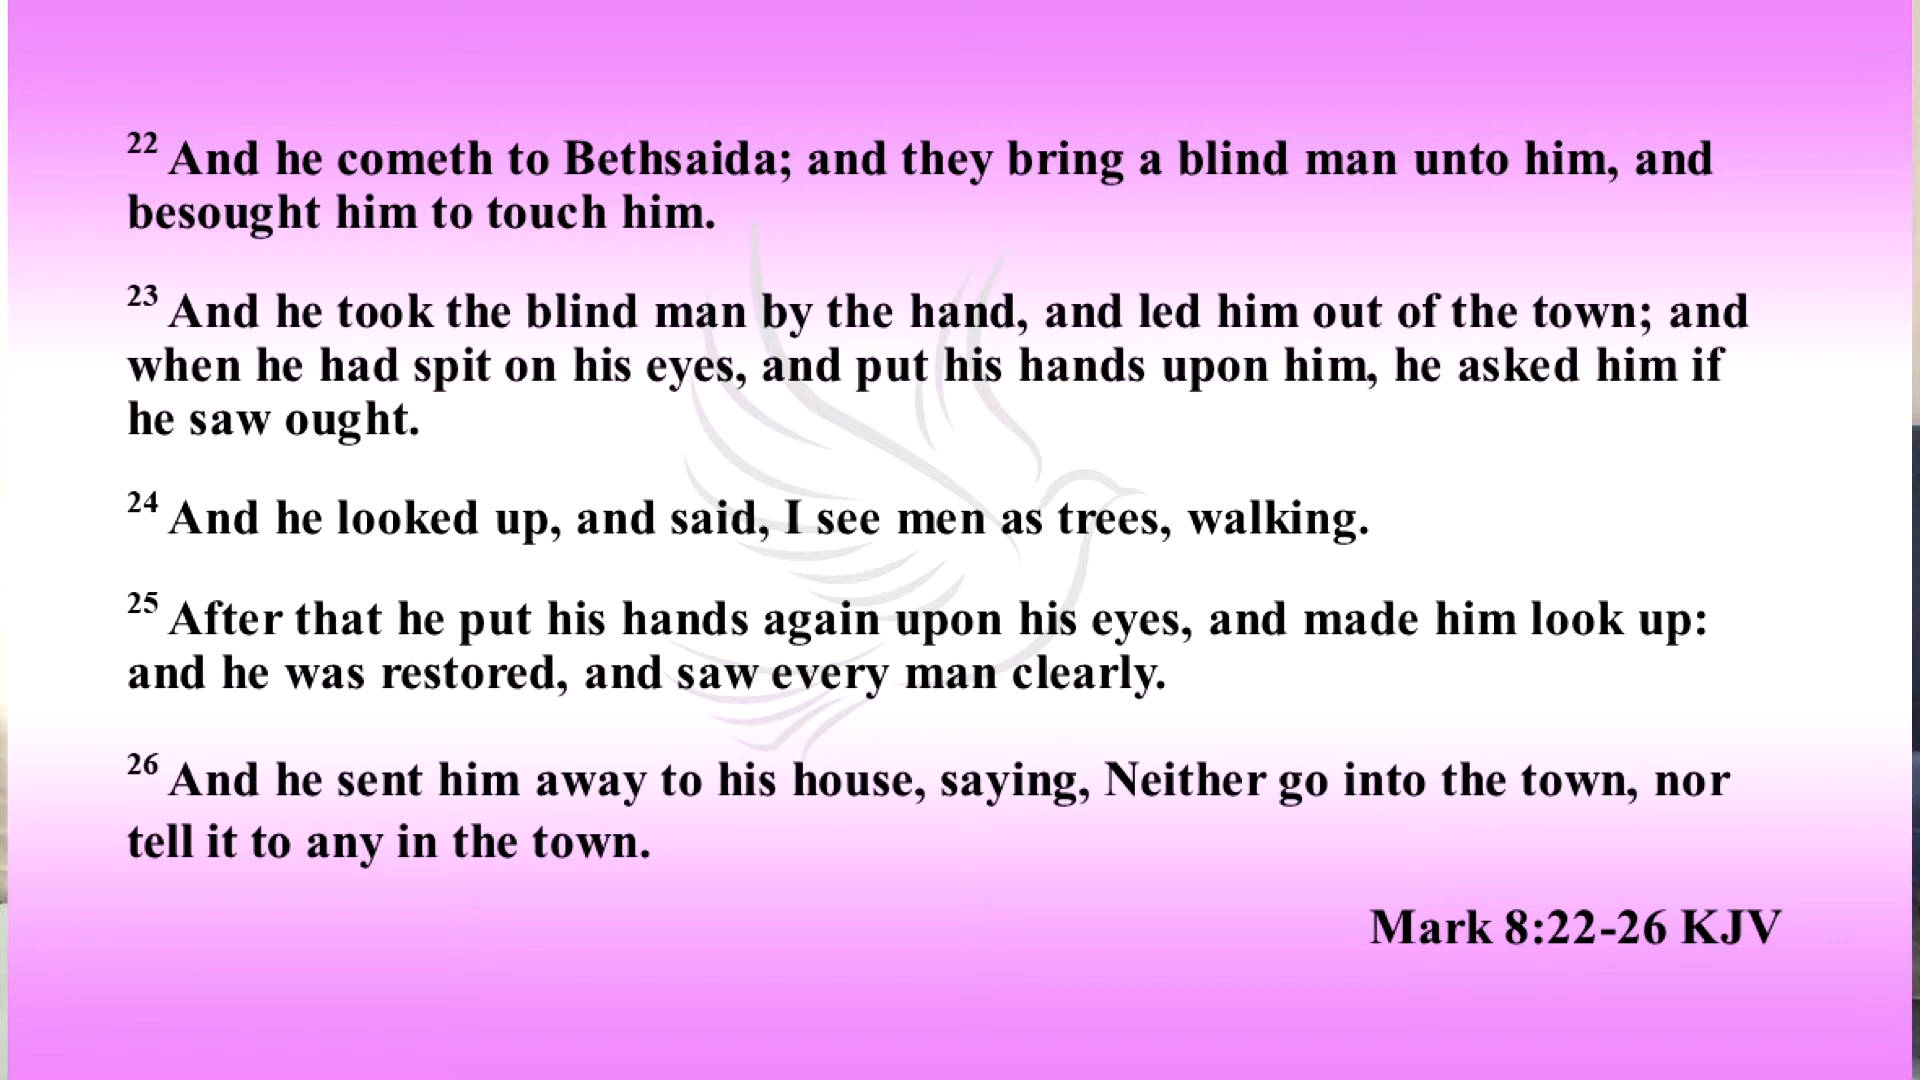 22 And he cometh to Bethsaida; and they bring a blind man unto him, and
besought him to touch him.
23 And he took the blind man by the hand, and led him out of the town; and
when he had spit on his eyes, and put his hands upon him, he asked him if
he saw ought.
24 And he looked up, and said, I see men as trees, walking.
25 After that he put his hands again upon his eyes, and made him look up:
and he was restored, and saw every man clearly.
26 And he sent him away to his house, saying, Neither go into the town, nor
tell it to any in the town.
Mark 8:22-26 KJV